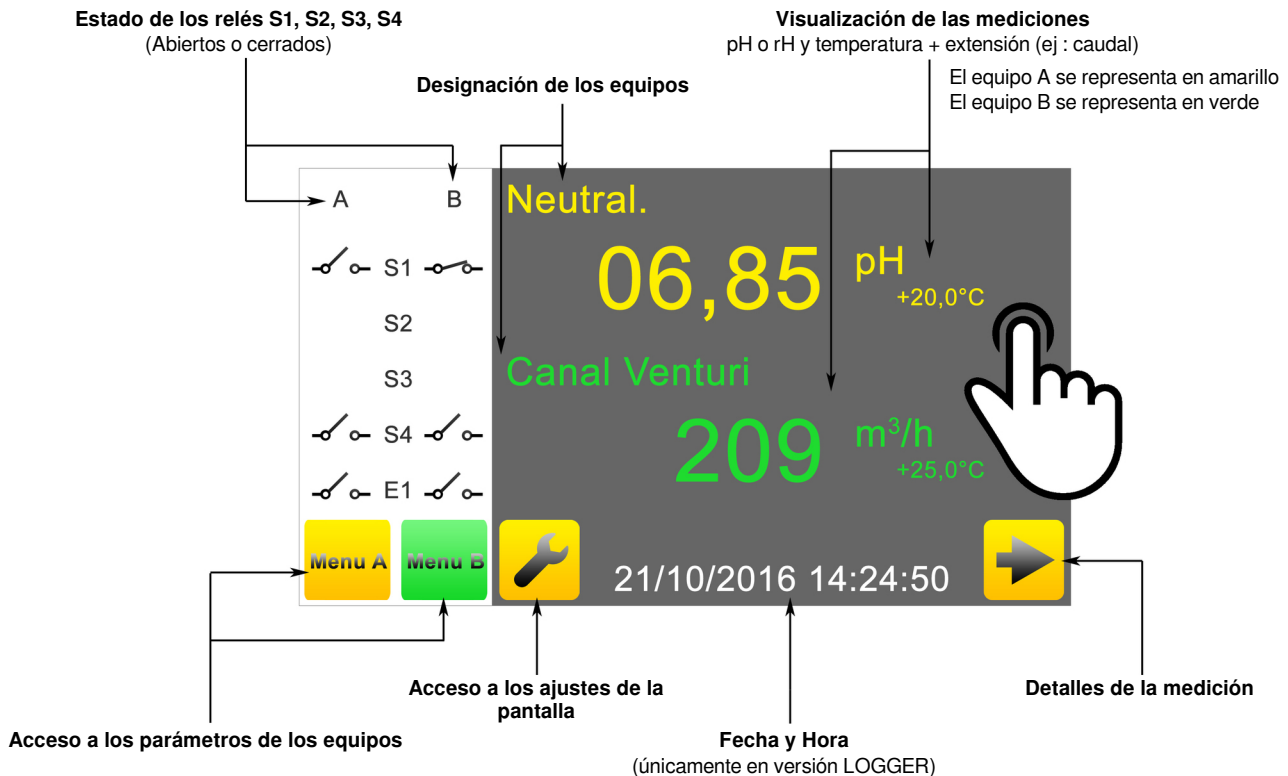 Estado de los relés S1, S2, S3, S4
(Abiertos o cerrados)
Visualización de las mediciones
pH o rH y temperatura + extensión (ej : caudal)
El equipo A se representa en amarillo
El equipo B se representa en verde
Designación de los equipos
A B
Neutral.
06,85 pH
+20,0°C
S1
S2
S3
S4
E1
Canal Venturi
209 m³/h
+25,0°C
Menu A Menu B
21/10/2016 14:24:50
Acceso a los ajustes de la
pantalla
Detalles de la medición
Acceso a los parámetros de los equipos
Fecha y Hora
(únicamente en versión LOGGER)